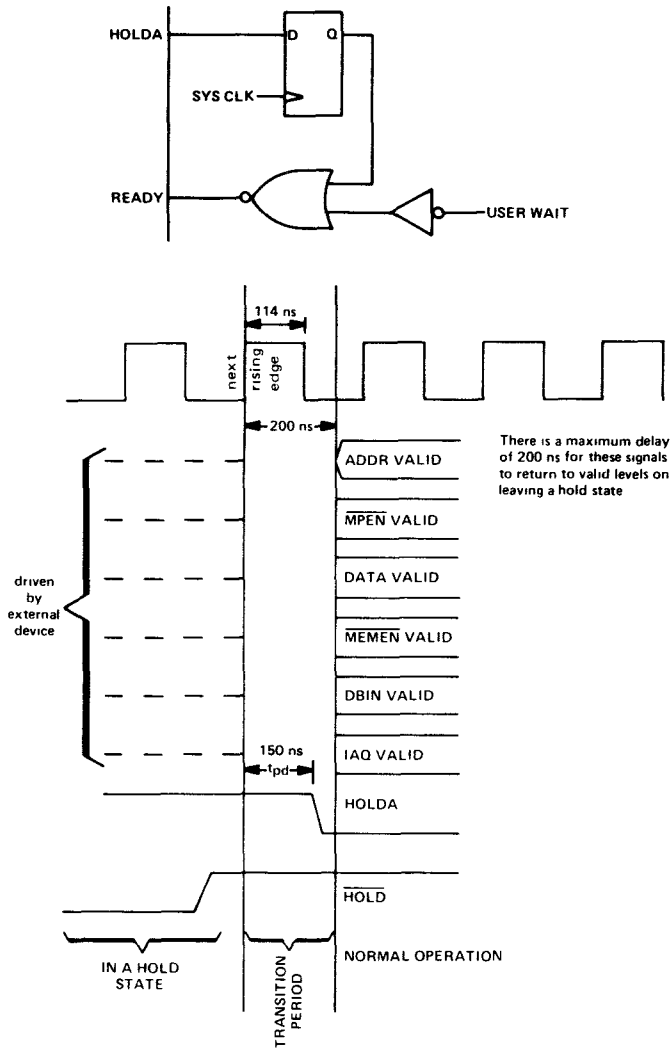 HOLDA
D Q
SYS CLK
READY
USER WAIT
114 ns
next
rising
edge
200 ns
There is a maximum delay
of 200 ns for these signals
to return to valid levels on
leaving a hold state
ADDR VALID
MPEN VALID
DATA VALID
driven
by
external
device
MEMEN VALID
DBIN VALID
150 ns
tpd
IAQ VALID
HOLDA
HOLD
IN A HOLD
STATE
TRANSITION
PERIOD
NORMAL OPERATION